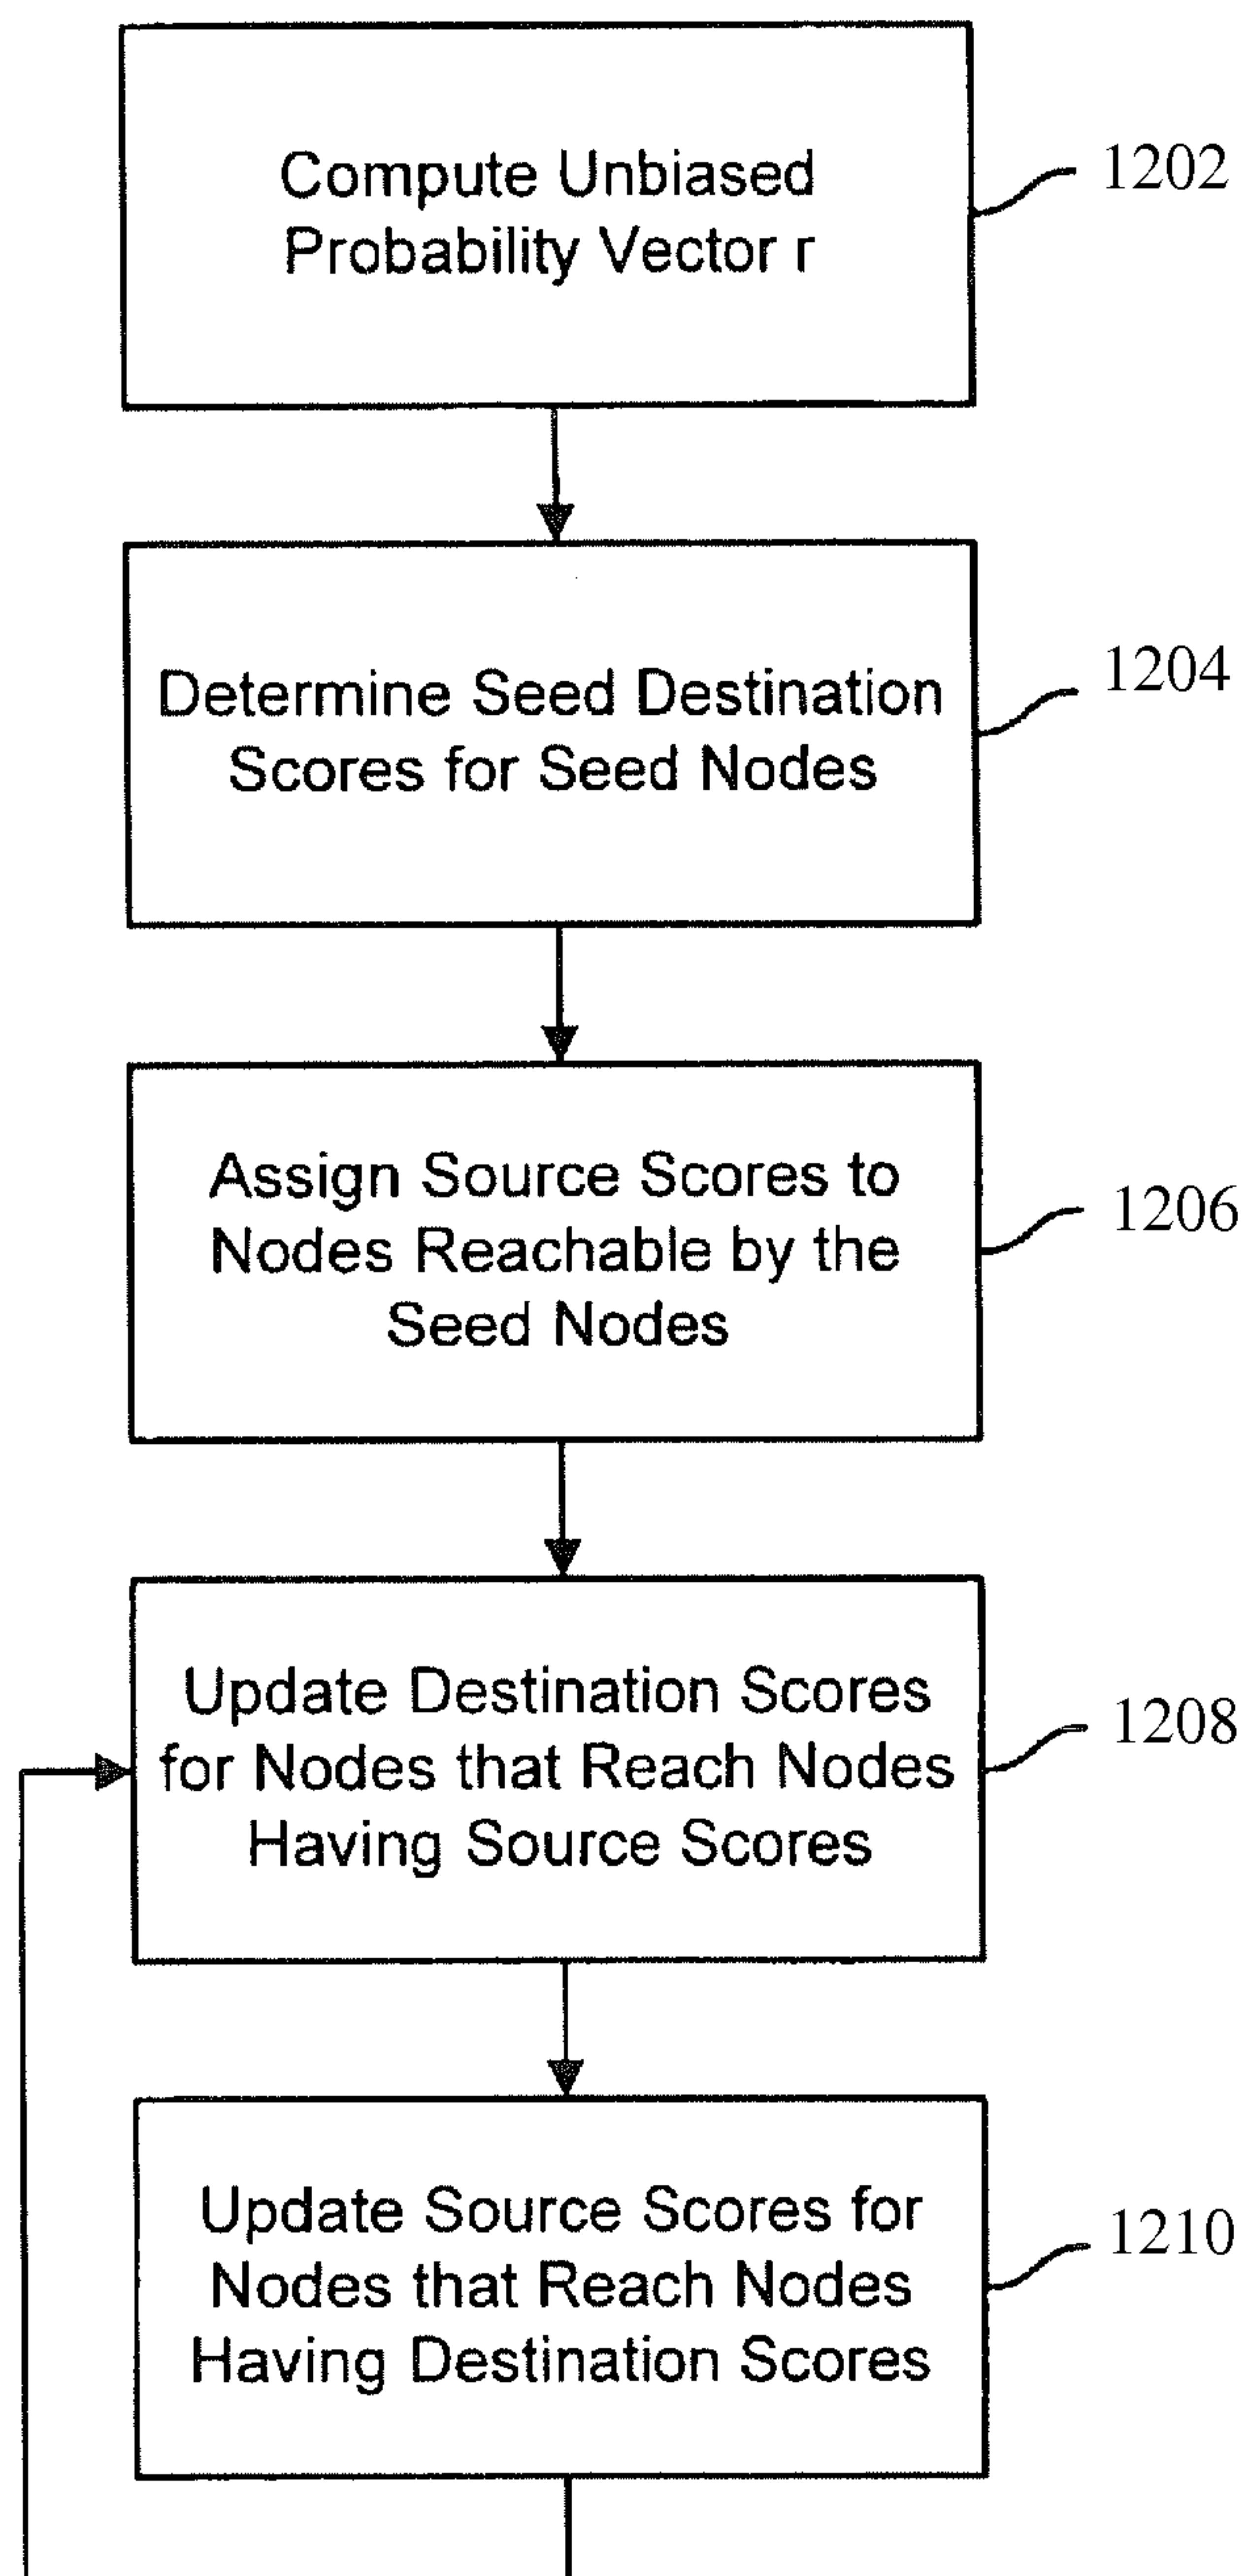 Compute Unbiased
Probability Vector r
1202
Determine Seed Destination
Scores for Seed Nodes
1204
Assign Source Scores to
Nodes Reachable by the
Seed Nodes
1206
Update Destination Scores
for Nodes that Reach Nodes
Having Source Scores
1208
Update Source Scores for
Nodes that Reach Nodes
Having Destination Scores
1210